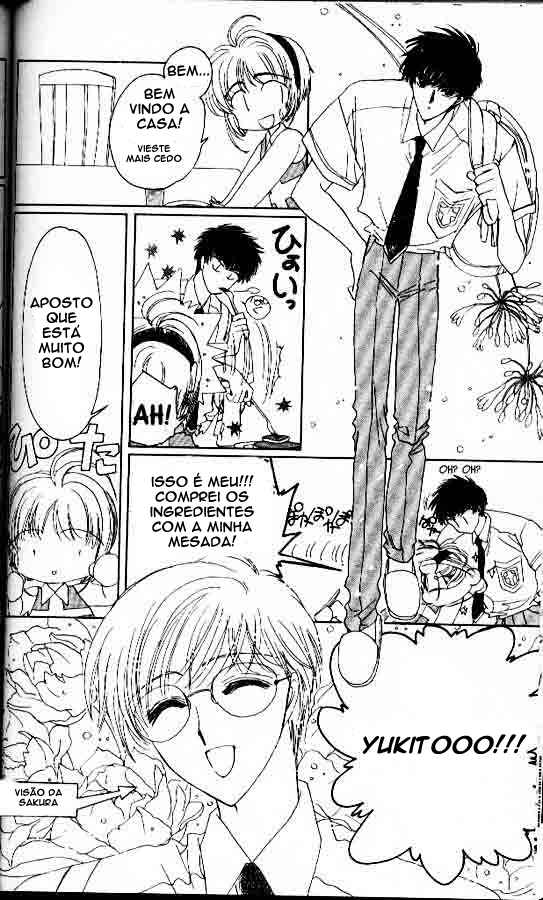 BEM...
BEM
VINDO A
CASA!
VIESTE
MAIS CEDO
ひょいっ
APOSTO
QUE
ESTÁ
MUITO
BOM!
AH!
ISSO É MEU!!!
COMPREI OS
INGREDIENTES
COM A MINHA
MESADA!
OH? OH?
YUKITOOO!!!
VISÃO DA
SAKURA